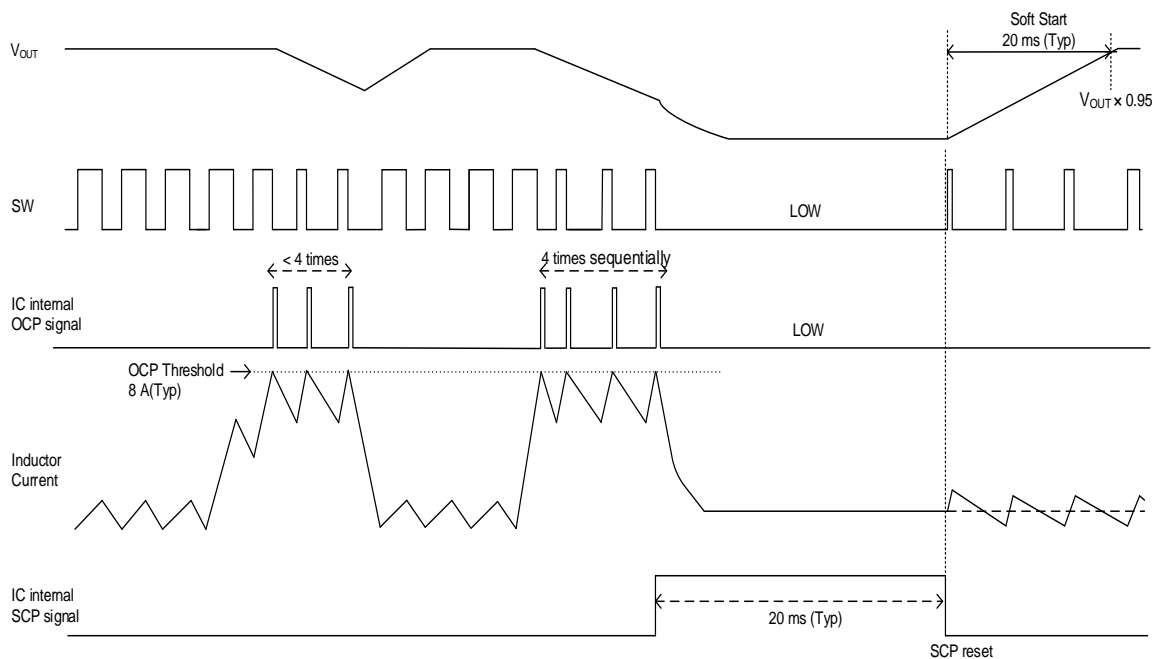 Soft Start
20 ms (Typ)
VOUT
VOUT × 0.95
SW
LOW
< 4 times
4 times sequentially
IC internal
OCP signal
LOW
OCP Threshold
8 A(Typ)
Inductor
Current
IC internal
SCP signal
20 ms (Typ)
SCP reset